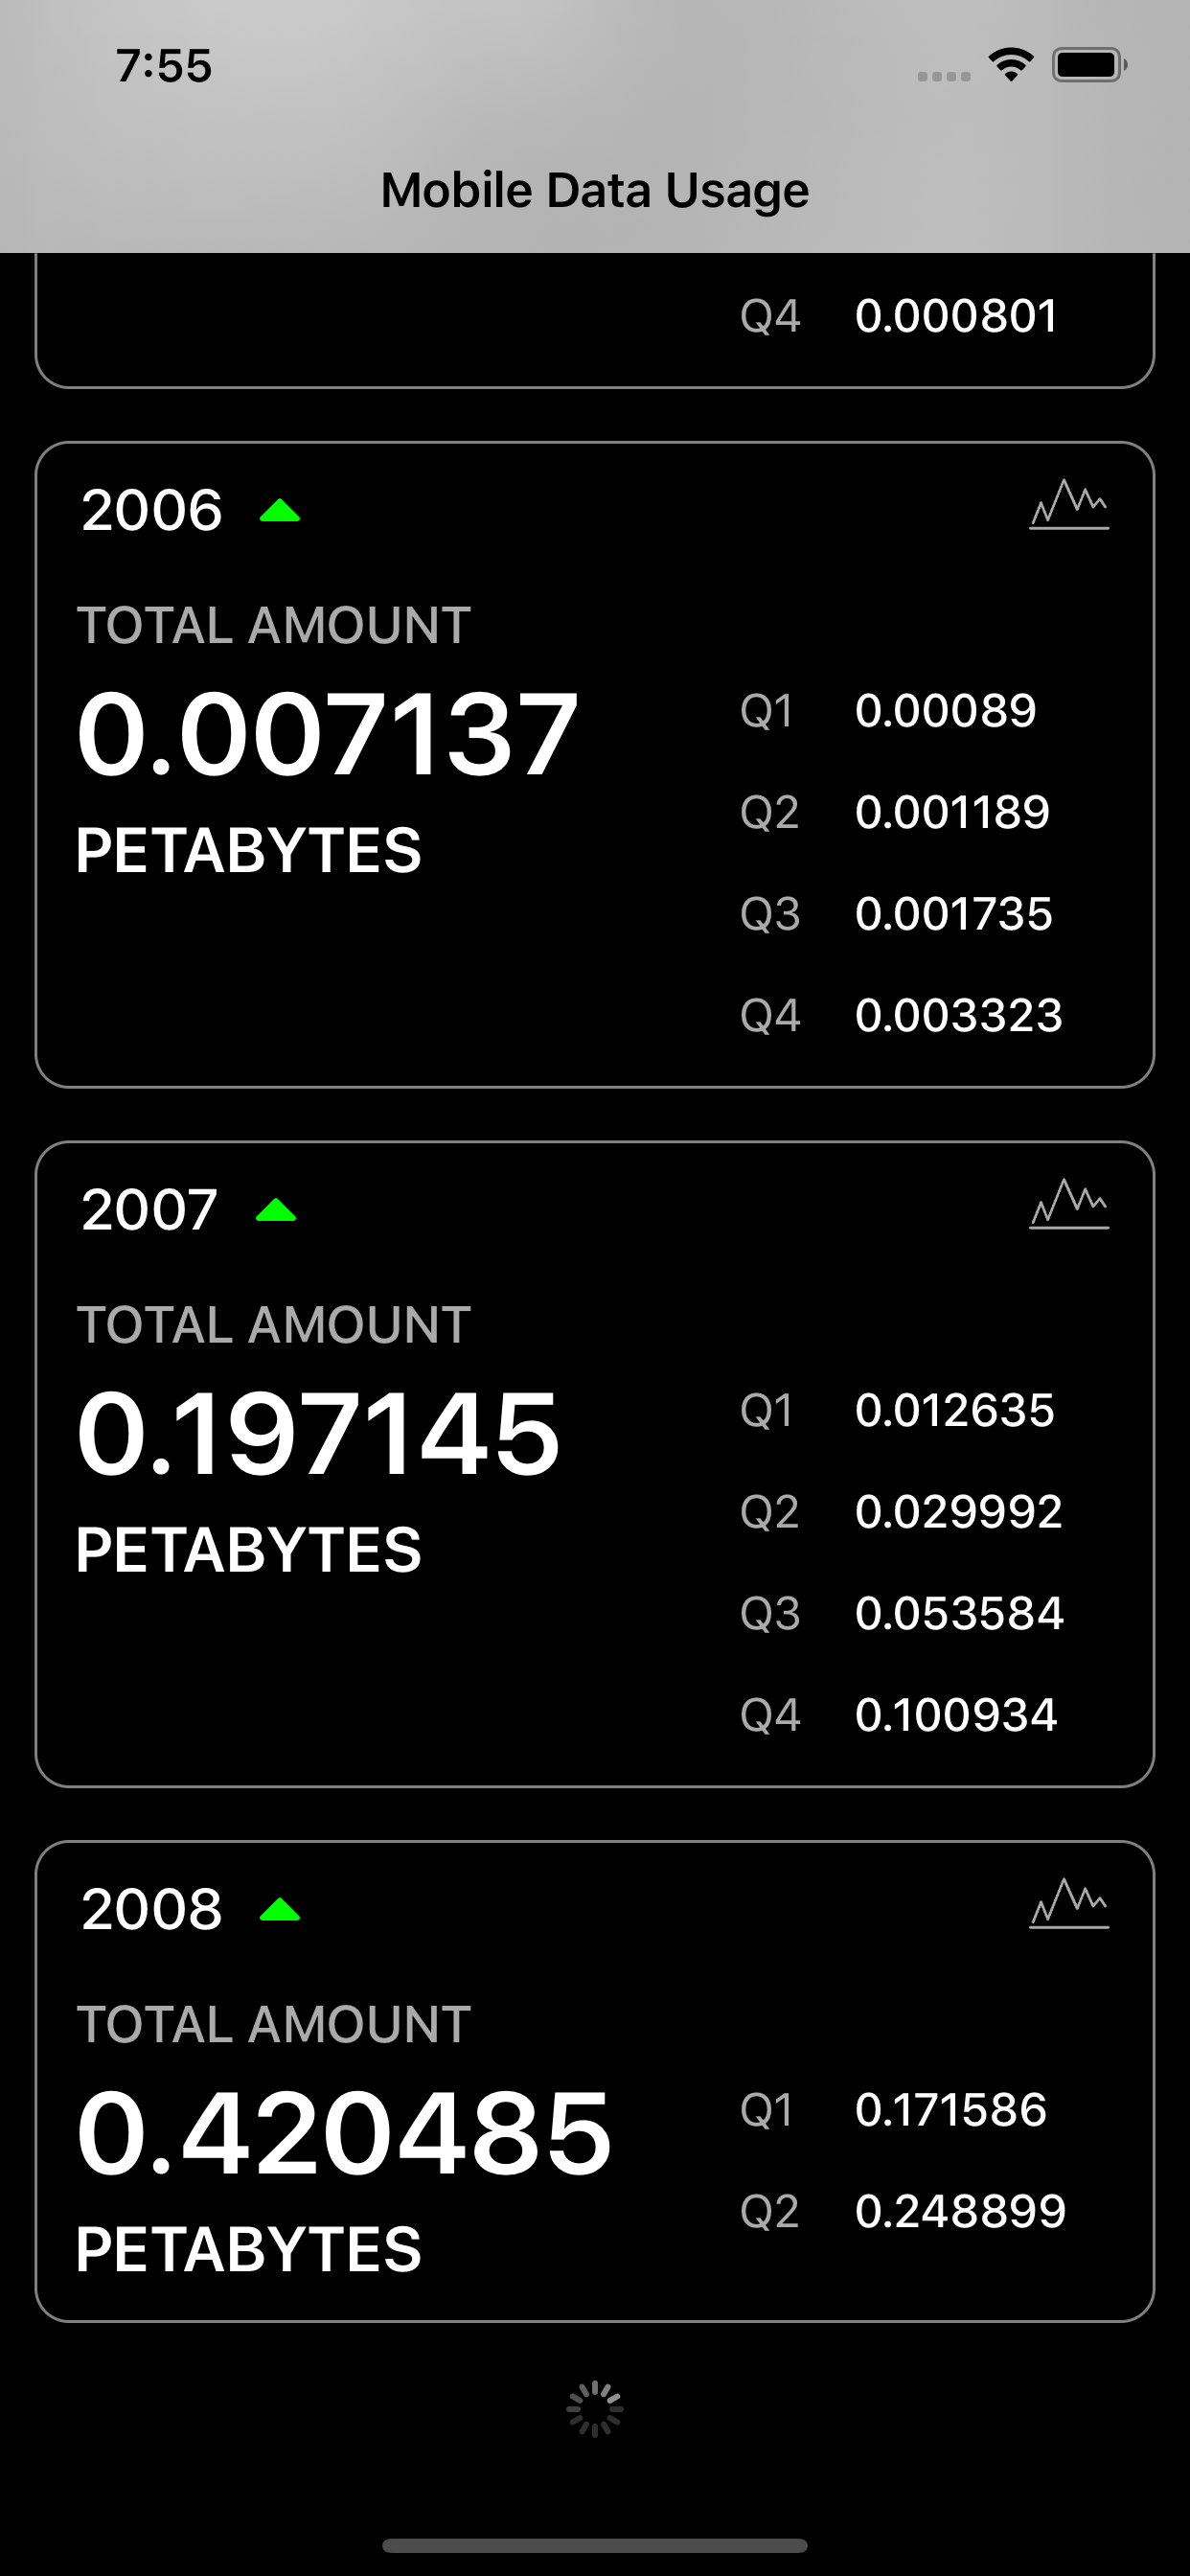 7:55
Mobile Data Usage
Q4 0.000801
2006
TOTAL AMOUNT
0.007137
PETABYTES
Q1 0.00089
Q2 0.001189
Q3 0.001735
Q4 0.003323
2007
TOTAL AMOUNT
0.197145
PETABYTES
Q1 0.012635
Q2 0.029992
Q3 0.053584
Q4 0.100934
2008
TOTAL AMOUNT
0.420485
PETABYTES
Q1 0.171586
Q2 0.248899